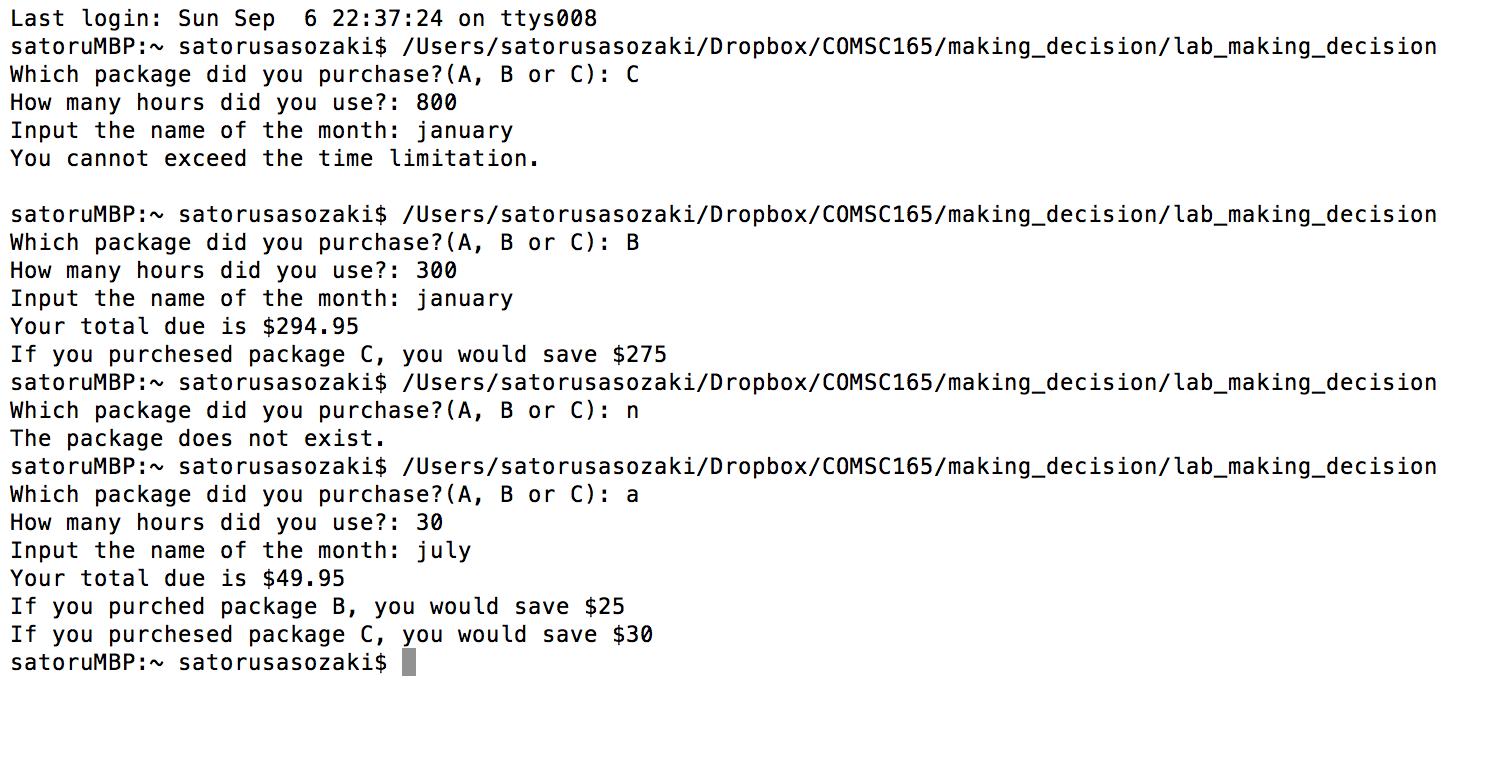 Last login: Sun Sep  6 22:37:24 on ttys008
satoruMBP:~ satorusasozaki$ /Users/satorusasozaki/Dropbox/COMSC165/making_decision/lab_making_decision
Which package did you purchase?(A, B or C): C
How many hours did you use?: 800
Input the name of the month: january
You cannot exceed the time limitation.
satoruMBP:~ satorusasozaki$ /Users/satorusasozaki/Dropbox/COMSC165/making_decision/lab_making_decision
Which package did you purchase?(A, B or C): B
How many hours did you use?: 300
Input the name of the month: january
Your total due is $294.95
If you purchesed package C, you would save $275
satoruMBP:~ satorusasozaki$ /Users/satorusasozaki/Dropbox/COMSC165/making_decision/lab_making_decision
Which package did you purchase?(A, B or C): n
The package does not exist.
satoruMBP:~ satorusasozaki$ /Users/satorusasozaki/Dropbox/COMSC165/making_decision/lab_making_decision
Which package did you purchase?(A, B or C): a
How many hours did you use?: 30
Input the name of the month: july
Your total due is $49.95
If you purched package B, you would save $25
If you purchesed package C, you would save $30
satoruMBP:~ satorusasozaki$